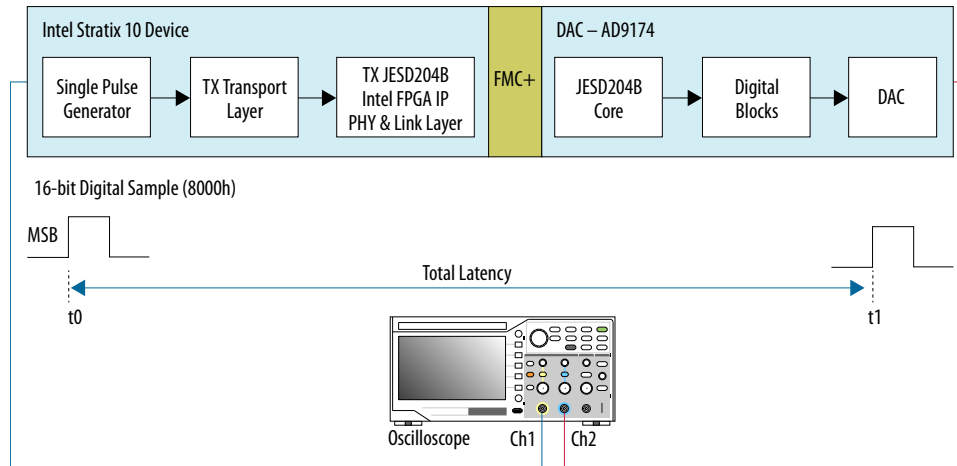 Intel Stratix 10 Device
Single Pulse
Generator
TX Transport
Layer
TX JESD204B
Intel FPGA IP
PHY & Link Layer
FMC+
DAC – AD9174
JESD204B
Core
Digital
Blocks
DAC
16-bit Digital Sample (8000h)
MSB
Total Latency
t0
t1
Oscilloscope
Ch1
Ch2